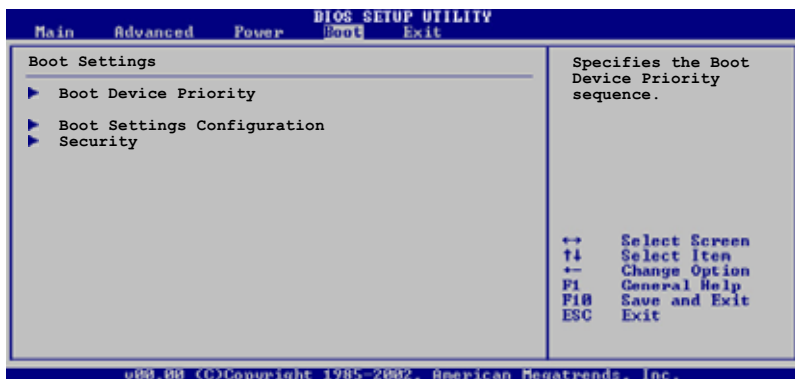 BIOS SETUP UTILITY
Main Advanced Power Boot Exit
Boot Settings
Boot Device Priority
Boot Settings Configuration
Security
Specifies the Boot
Device Priority
sequence.
↔ Select Screen
↑↓ Select Item
+- Change Option
F1 General Help
F10 Save and Exit
ESC Exit
v00.00 (C)Copyright 1985-2002, American Megatrends, Inc.